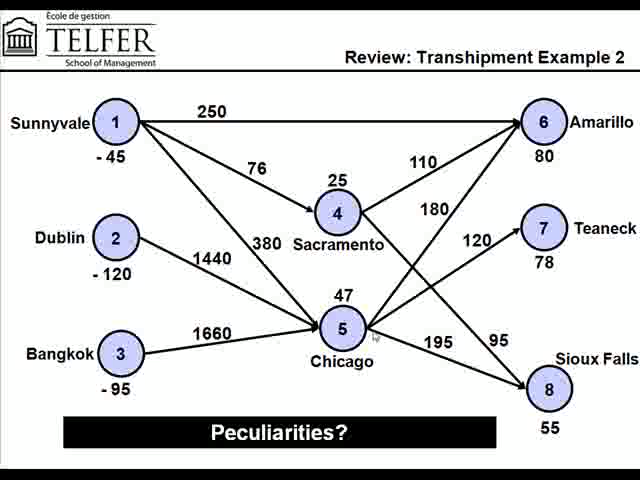 École de gestion
TELFER
School of Management
Review: Transhipment Example 2
Sunnyvale 1
- 45
250
6 Amarillo
80
76
110
25
4
Sacramento
180
Dublin 2
- 120
1440
380
120
7 Teaneck
78
47
5
Chicago
Bangkok 3
- 95
1660
195
95
Sioux Falls
8
55
Peculiarities?